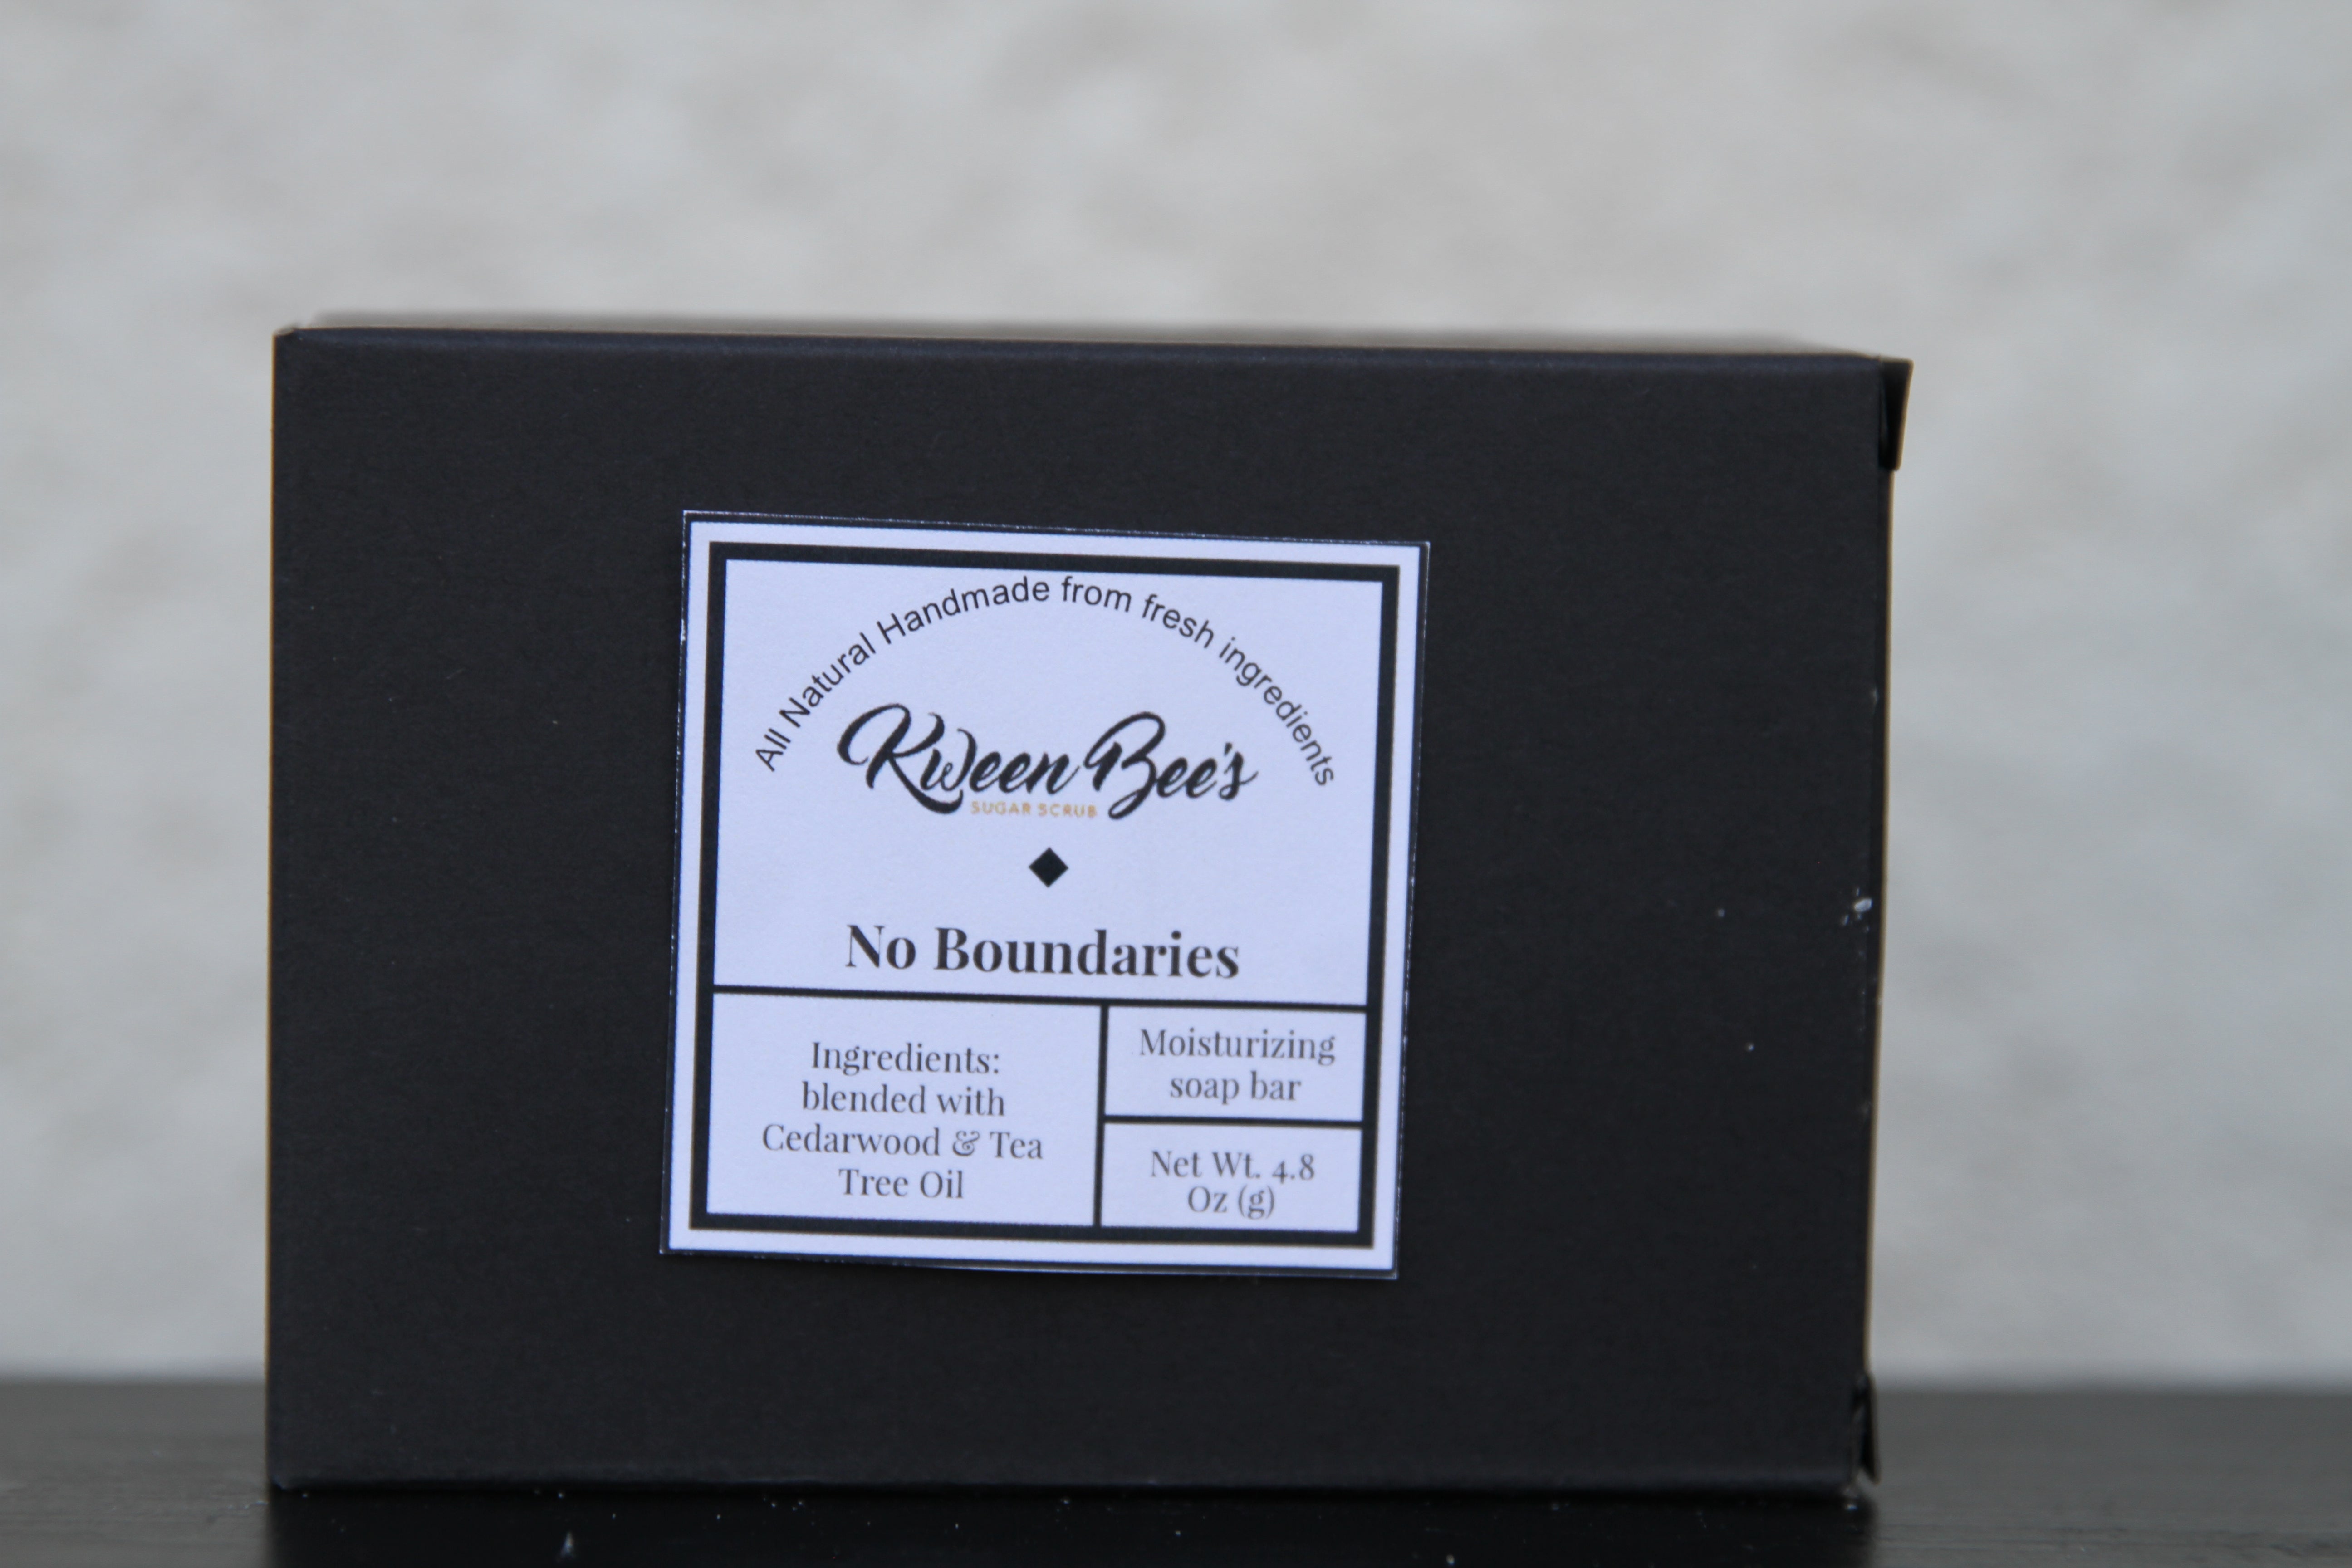 All Natural Handmade from fresh ingredients
Kween Bee's
SUGAR SCRUB
No Boundaries
Ingredients:
blended with
Cedarwood & Tea
Tree Oil
Moisturizing
soap bar
Net Wt. 4.8
Oz (g)